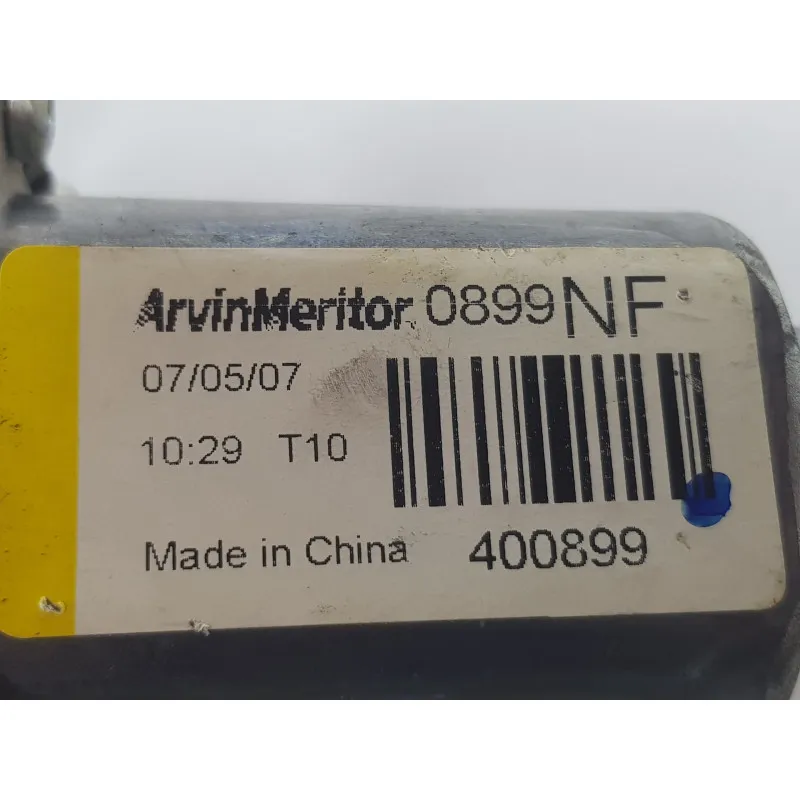 ArvinMeritor. 0899 NF
07/05/07
10:29 T10
Made in China 400899